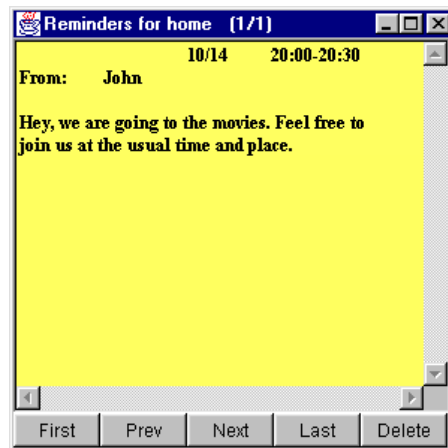 Reminders for home (1/1)
10/14 20:00-20:30
From: John
Hey, we are going to the movies. Feel free to
join us at the usual time and place.
First Prev Next Last Delete